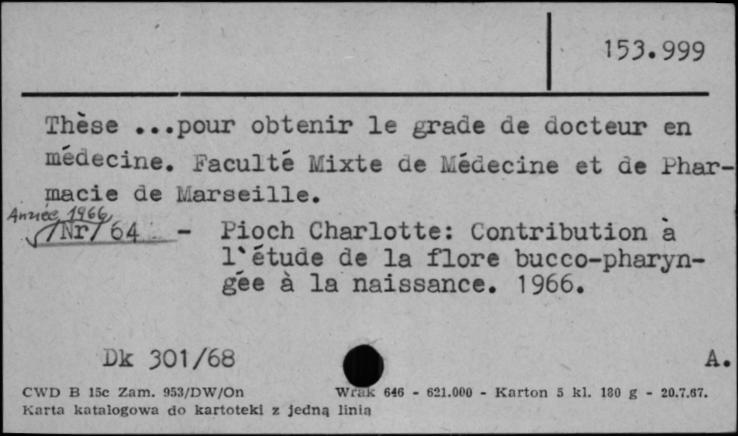 153.999
Thèse ...pour obtenir le grade de docteur en
médecine. Faculté Mixte de Médecine et de Phar-
macie de Marseille.
Année 1966
/Nr/ 64 - Pioch Charlotte: Contribution à
l`étude de la flore bucco-pharyn-
gée à la naissance. 1966.
Dk 301/68 A.
CWD B 15c Zam. 953/DW/On Wrak 646 - 621.000 - Karton 5 kl. 180 g - 20.7.67.
Karta katalogowa do kartoteki z jedną linią